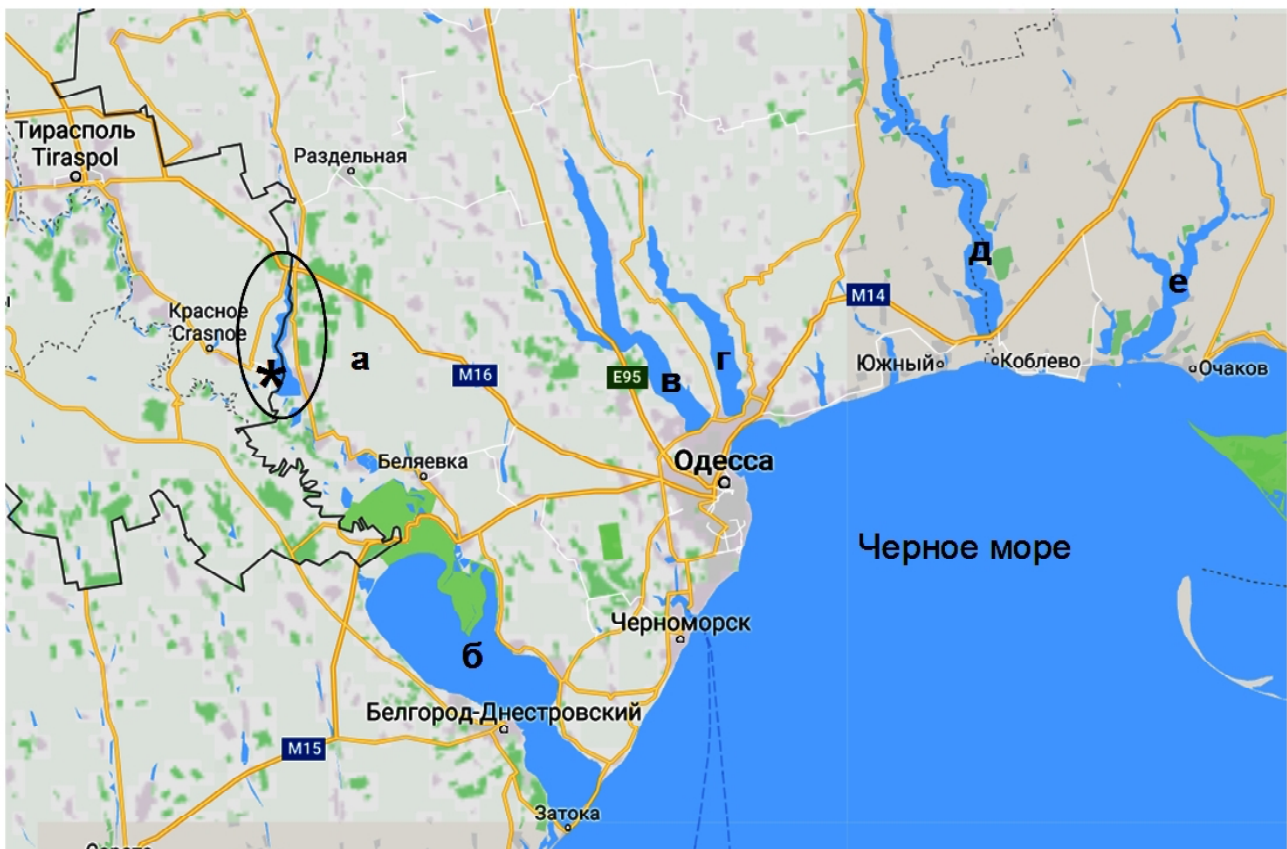 Тирасполь
Tiraspol
Раздельная
Красное
Crasnoe
*
а
M16
E95
в
г
M14
д
е
Южный
Коблево
Очаков
Беляевка
Одесса
Черное море
Черноморск
б
Белгород-Днестровский
M15
Затока